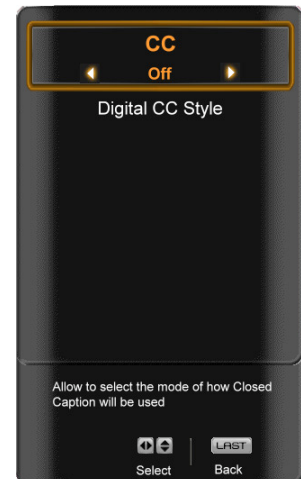 CC
Off
Digital CC Style
Allow to select the mode of how Closed
Caption will be used
LAST
Select Back